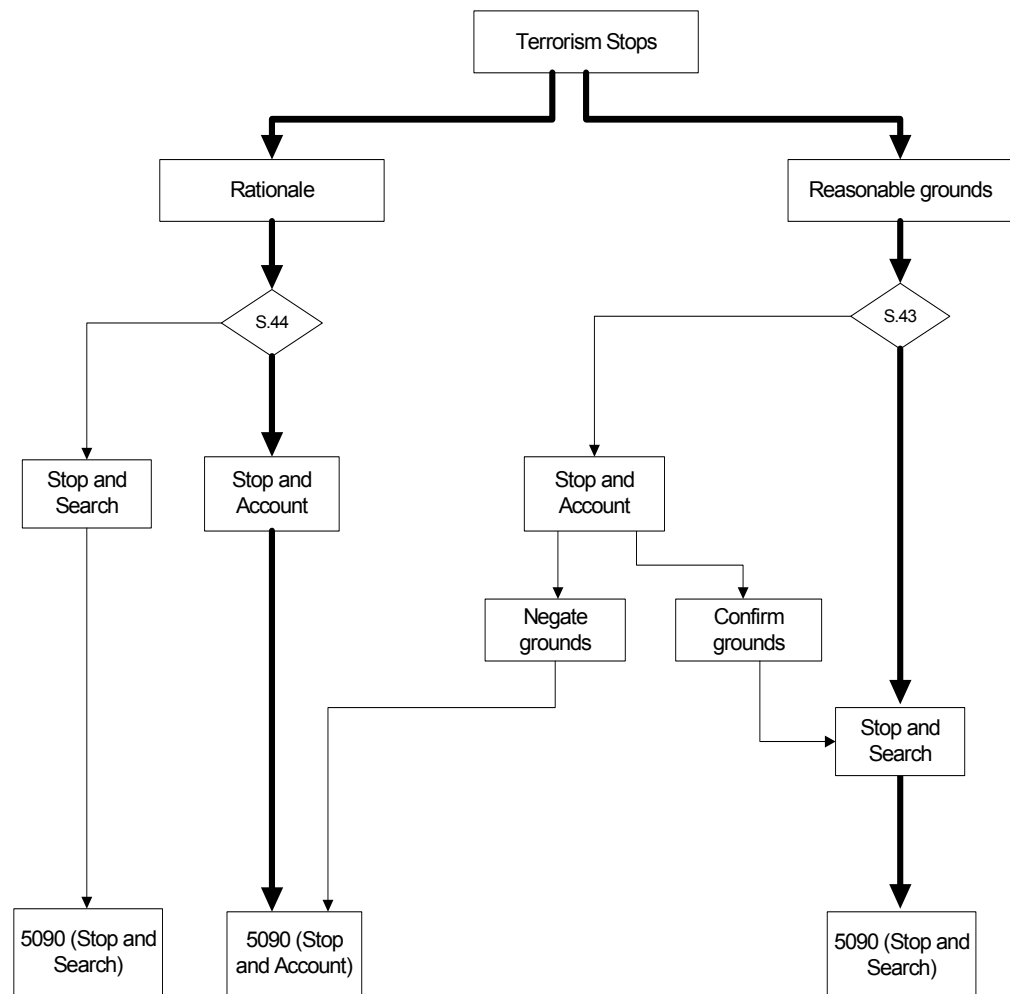 Terrorism Stops
Rationale
Reasonable grounds
S.44
S.43
Stop and
Search
Stop and
Account
Stop and
Account
Negate
grounds
Confirm
grounds
Stop and
Search
5090 (Stop and
Search)
5090 (Stop
and Account)
5090 (Stop and
Search)